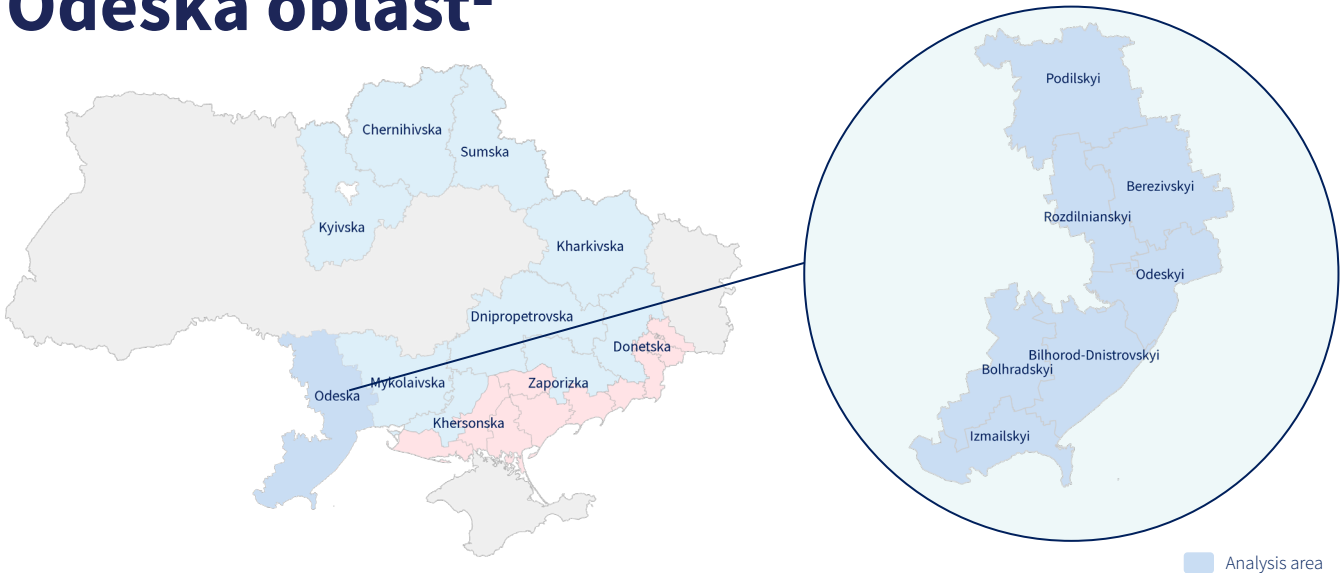 Odeska oblast²
Chernihivska
Sumska
Kyivska
Kharkivska
Dnipropetrovska
Donetska
Mykolaivska
Zaporizka
Odeska
Khersonska
Podilskyi
Berezivskyi
Rozdilnianskyi
Odeskyi
Bilhorod-Dnistrovskyi
Bolhradskyi
Izmailskyi
Analysis area